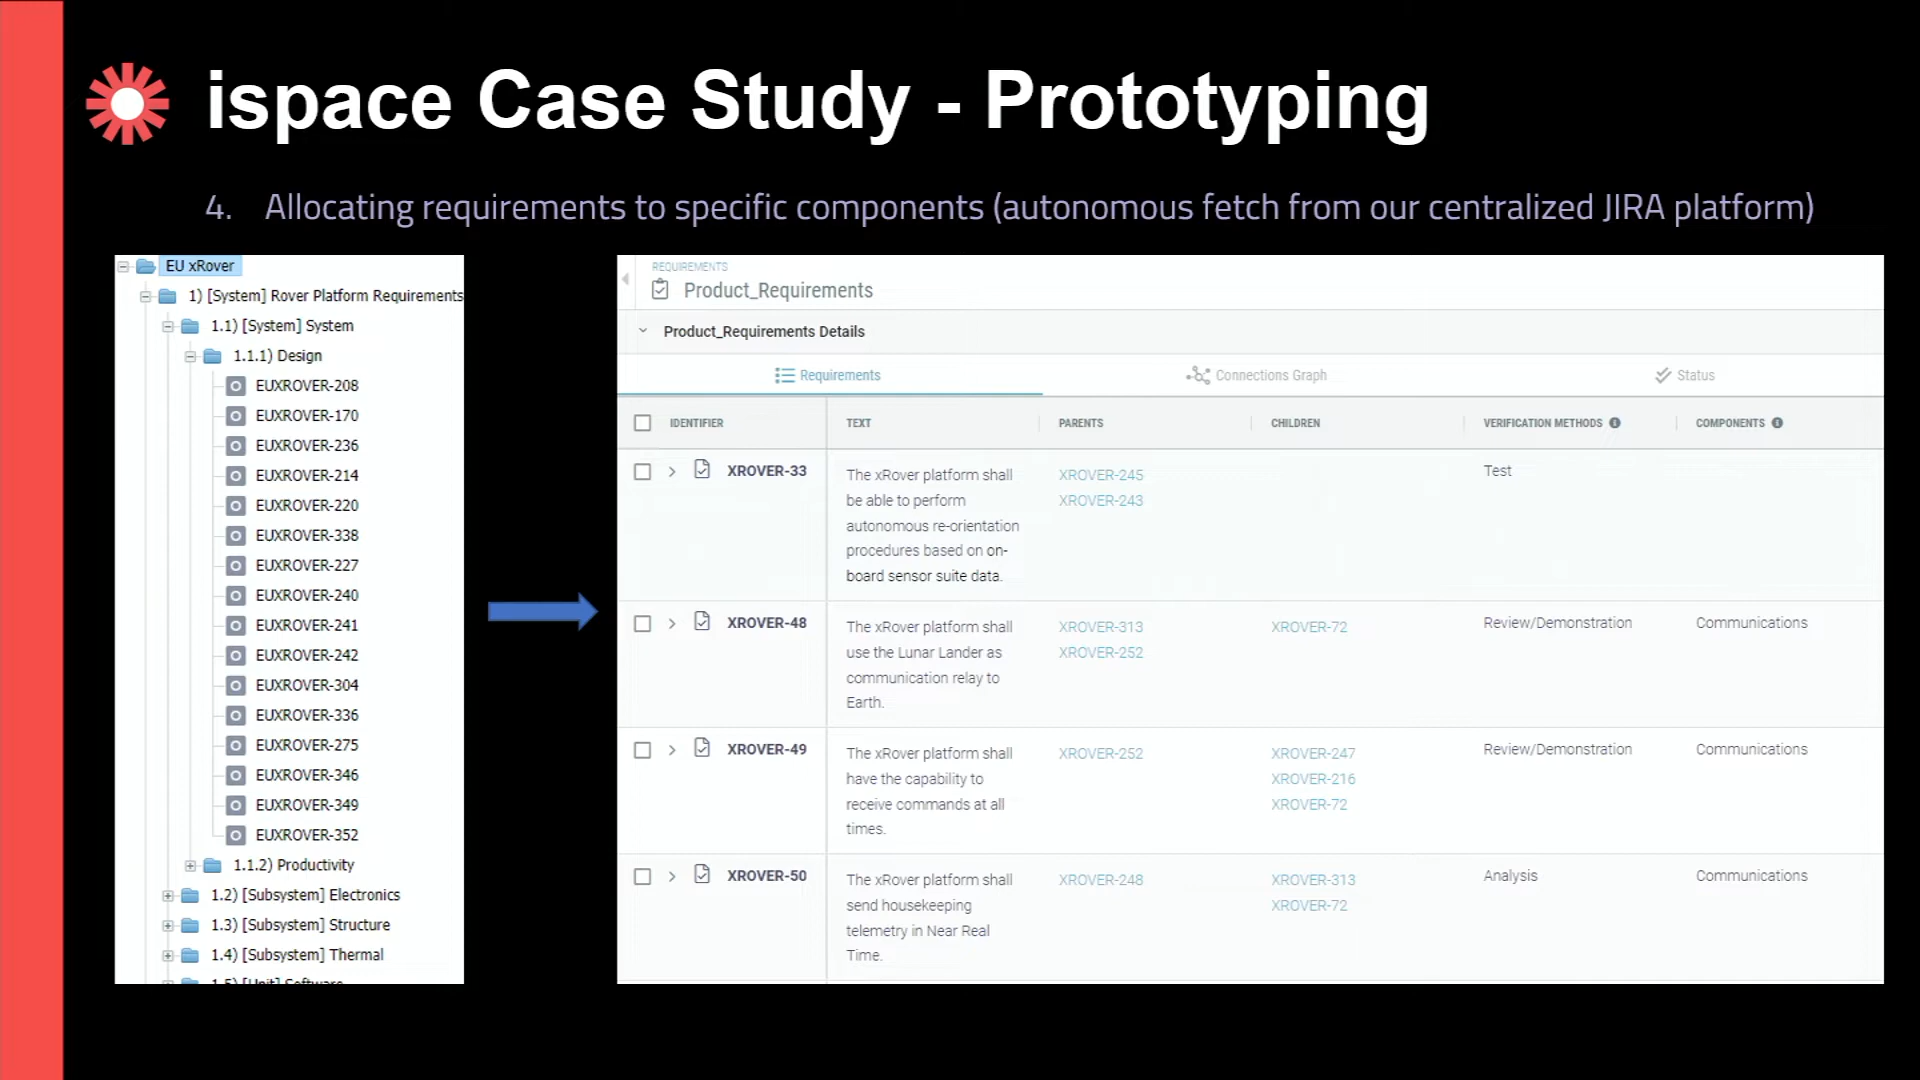 ispace Case Study - Prototyping
4. Allocating requirements to specific components (autonomous fetch from our centralized JIRA platform)
EU xRover
1) [System] Rover Platform Requirements
1.1) [System] System
1.1.1) Design
EUXROVER-208
EUXROVER-170
EUXROVER-236
EUXROVER-214
EUXROVER-220
EUXROVER-338
EUXROVER-227
EUXROVER-240
EUXROVER-241
EUXROVER-242
EUXROVER-304
EUXROVER-336
EUXROVER-275
EUXROVER-346
EUXROVER-349
EUXROVER-352
1.1.2) Productivity
1.2) [Subsystem] Electronics
1.3) [Subsystem] Structure
1.4) [Subsystem] Thermal
1.5) [Unit] Software
REQUIREMENTS
Product_Requirements
Product_Requirements Details
Requirements Connections Graph Status
IDENTIFIER TEXT PARENTS CHILDREN VERIFICATION METHODS COMPONENTS
XROVER-33
The xRover platform shall
be able to perform
autonomous re-orientation
procedures based on on-
board sensor suite data.
XROVER-245
XROVER-243
Test
XROVER-48
The xRover platform shall
use the Lunar Lander as
communication relay to
Earth.
XROVER-313
XROVER-252
XROVER-72
Review/Demonstration
Communications
XROVER-49
The xRover platform shall
have the capability to
receive commands at all
times.
XROVER-252
XROVER-247
XROVER-216
XROVER-72
Review/Demonstration
Communications
XROVER-50
The xRover platform shall
send housekeeping
telemetry in Near Real
Time.
XROVER-248
XROVER-313
XROVER-72
Analysis
Communications